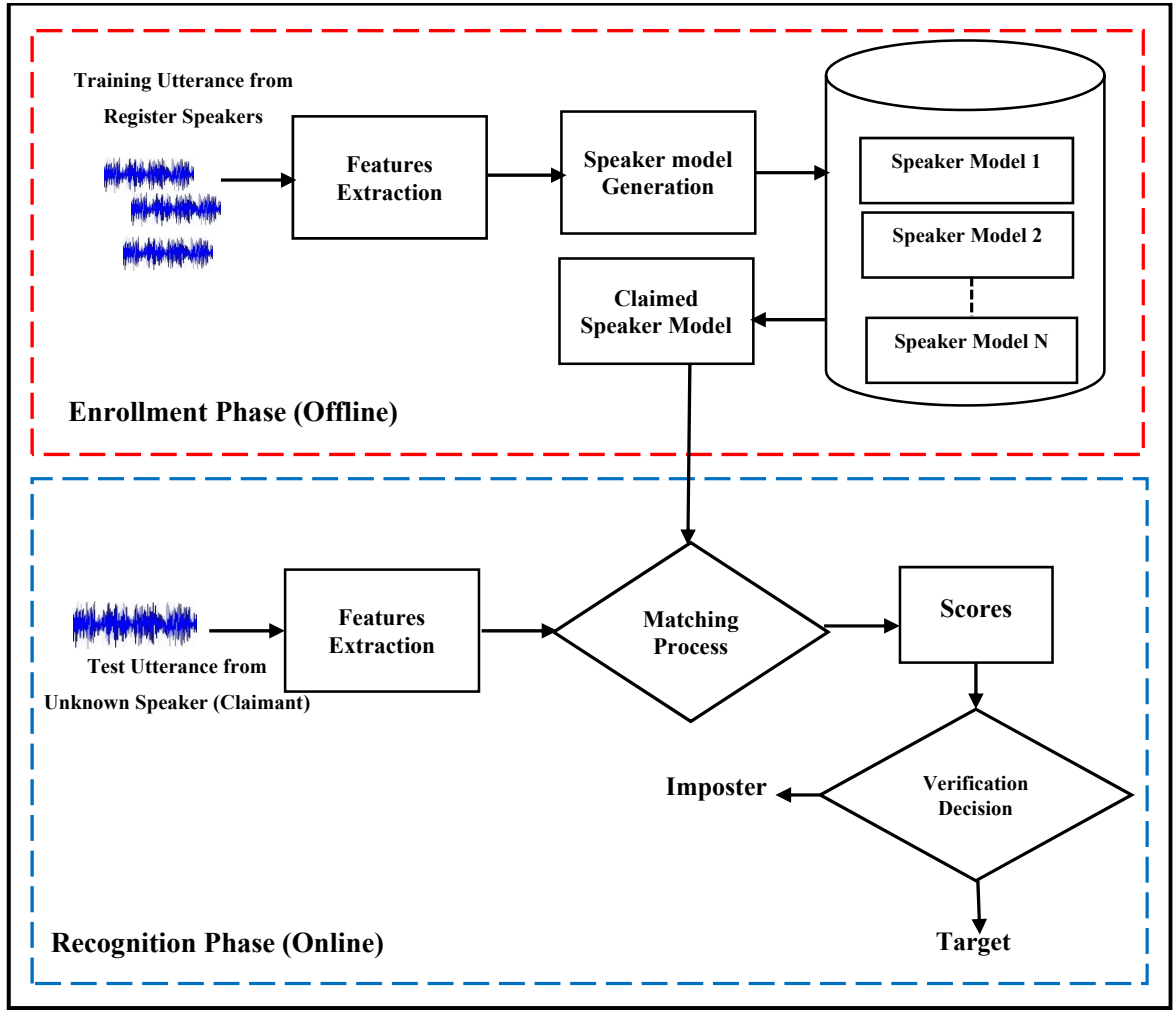 Training Utterance from
Register Speakers
Features
Extraction
Speaker model
Generation
Speaker Model 1
Speaker Model 2
Speaker Model N
Claimed
Speaker Model
Enrollment Phase (Offline)
Test Utterance from
Unknown Speaker (Claimant)
Features
Extraction
Matching
Process
Scores
Verification
Decision
Imposter
Target
Recognition Phase (Online)